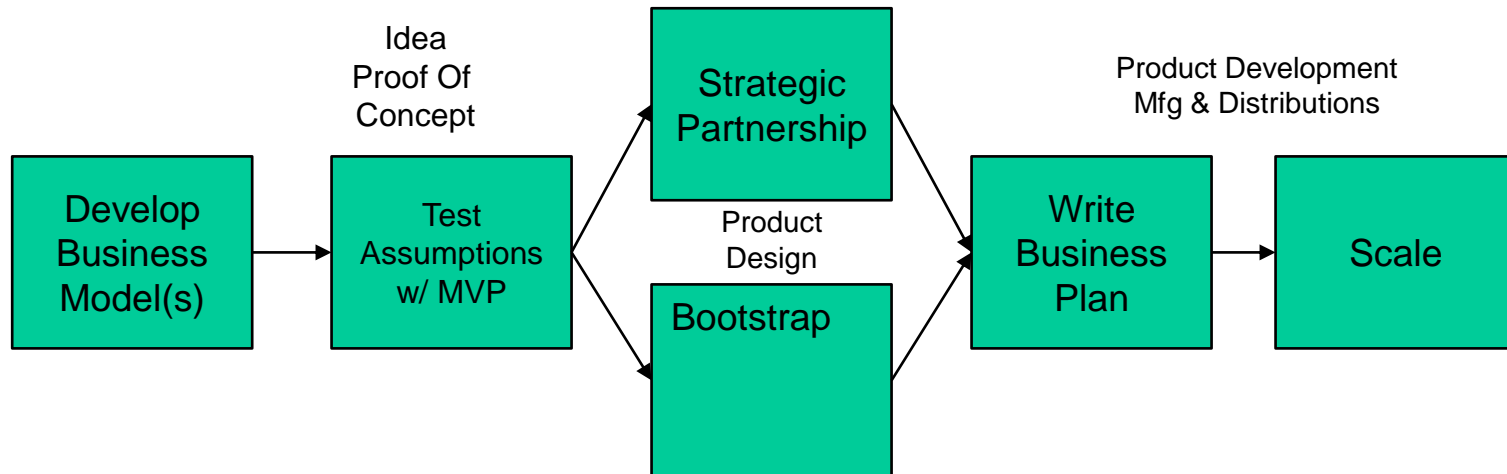 Idea
Proof Of
Concept
Develop
Business
Model(s)
Test
Assumptions
w/ MVP
Strategic
Partnership
Product
Design
Bootstrap
Product Development
Mfg & Distributions
Write
Business
Plan
Scale